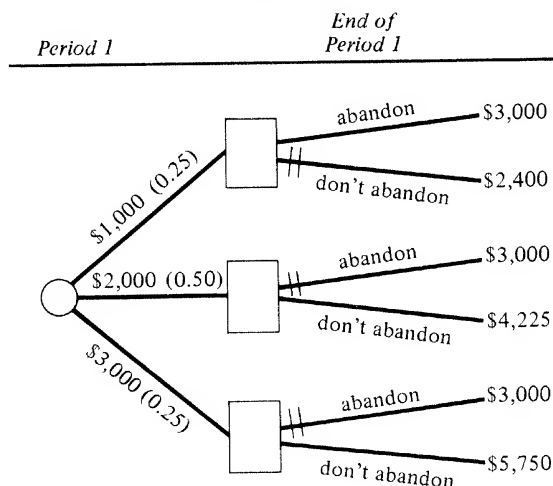 Period 1
End of
Period 1
abandon
$3,000
$1,000 (0.25)
don't abandon
$2,400
abandon
$3,000
$2,000 (0.50)
don't abandon
$4,225
$3,000 (0.25)
abandon
$3,000
don't abandon
$5,750